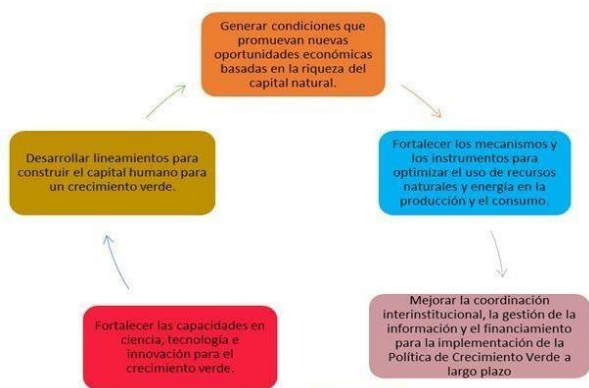 Generar condiciones que
promuevan nuevas
oportunidades económicas
basadas en la riqueza del
capital natural.
Desarrollar lineamientos para
construir el capital humano para
un crecimiento verde.
Fortalecer los mecanismos y
los instrumentos para
optimizar el uso de recursos
naturales y energía en la
producción y el consumo.
Fortalecer las capacidades en
ciencia, tecnología e
innovación para el
crecimiento verde.
Mejorar la coordinación
interinstitucional, la gestión de la
información y el financiamiento
para la implementación de la
Política de Crecimiento Verde a
largo plazo